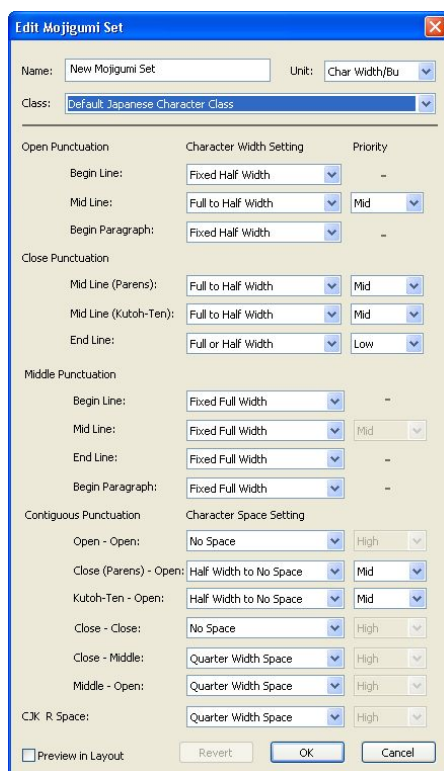 Edit Mojigumi Set
Name: New Mojigumi Set Unit: Char Width/Bu
Class: Default Japanese Character Class
Open Punctuation Character Width Setting Priority
Begin Line: Fixed Half Width -
Mid Line: Full to Half Width Mid
Begin Paragraph: Fixed Half Width -
Close Punctuation
Mid Line (Parens): Full to Half Width Mid
Mid Line (Kutoh-Ten): Full to Half Width Mid
End Line: Full or Half Width Low
Middle Punctuation
Begin Line: Fixed Full Width -
Mid Line: Fixed Full Width Mid
End Line: Fixed Full Width -
Begin Paragraph: Fixed Full Width -
Contiguous Punctuation Character Space Setting
Open - Open: No Space High
Close (Parens) - Open: Half Width to No Space Mid
Kutoh-Ten - Open: Half Width to No Space Mid
Close - Close: No Space High
Close - Middle: Quarter Width Space High
Middle - Open: Quarter Width Space High
CJK R Space: Quarter Width Space High
Preview in Layout Revert OK Cancel